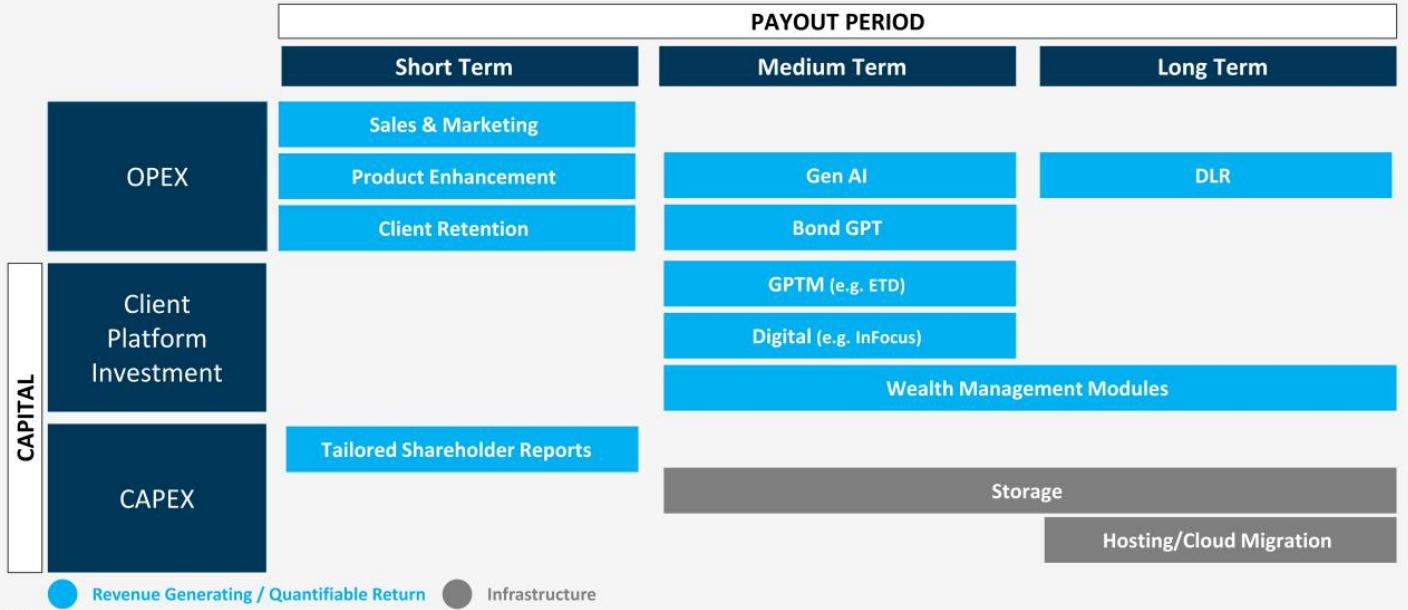 PAYOUT PERIOD
Short Term
Medium Term
Long Term
OPEX
Sales & Marketing
Product Enhancement
Gen AI
DLR
Client Retention
Bond GPT
CAPITAL
Client
Platform
Investment
GPTM (e.g. ETD)
Digital (e.g. InFocus)
Wealth Management Modules
CAPEX
Tailored Shareholder Reports
Storage
Hosting/Cloud Migration
Revenue Generating / Quantifiable Return
Infrastructure